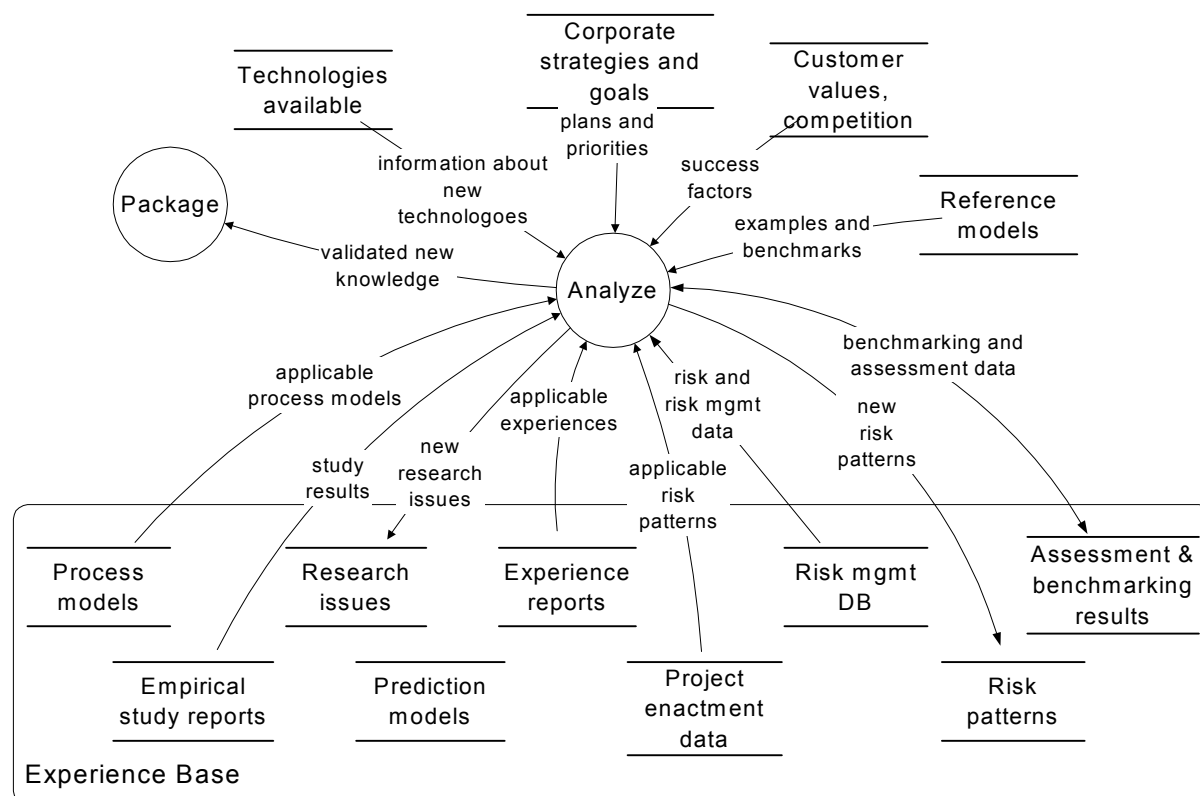 Corporate
strategies and
goals
Technologies
available
Customer
values,
competition
plans and
priorities
information about
new
technologoes
success
factors
Package
Reference
models
examples and
benchmarks
validated new
knowledge
Analyze
benchmarking and
assessment data
applicable
process models
risk and
risk mgmt
data
applicable
experiences
new
risk
patterns
study
results
new
research
issues
applicable
risk
patterns
Process
models
Research
issues
Experience
reports
Risk mgmt
DB
Assessment &
benchmarking
results
Empirical
study reports
Prediction
models
Project
enactment
data
Risk
patterns
Experience Base